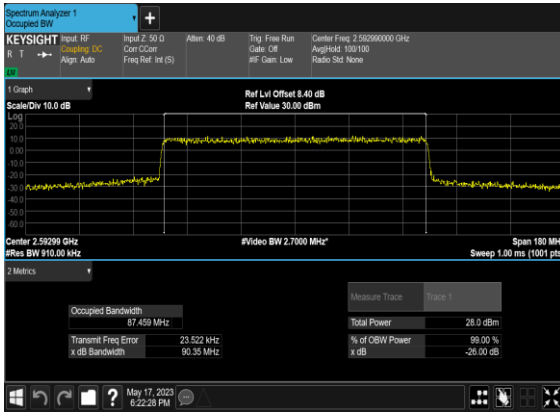 Spectrum Analyzer 1
Occupied BW
KEYSIGHT
Input: RF
Coupling: DC
Align: Auto
Input Z: 50 Ω
Corr CCorr
Freq Ref: Int (S)
Atten: 40 dB
Trig: Free Run
Gate: Off
#IF Gain: Low
Center Freq: 2.592990000 GHz
Avg|Hold: 100/100
Radio Std: None
R T
1 Graph
Scale/Div 10.0 dB
Ref Lvl Offset 8.40 dB
Ref Value 30.00 dBm
Log
20.0
10.0
0.00
-10.0
-20.0
-30.0
-40.0
-50.0
-60.0
Center 2.59299 GHz
#Res BW 910.00 kHz
#Video BW 2.7000 MHz*
Span 180 MH
Sweep 1.00 ms (1001 pts
2 Metrics
Measure Trace
Trace 1
Occupied Bandwidth
87.459 MHz
Total Power
28.0 dBm
Transmit Freq Error
23.522 kHz
% of OBW Power
99.00 %
x dB Bandwidth
90.35 MHz
x dB
-26.00 dB
?
May 17, 2023
6:22:28 PM